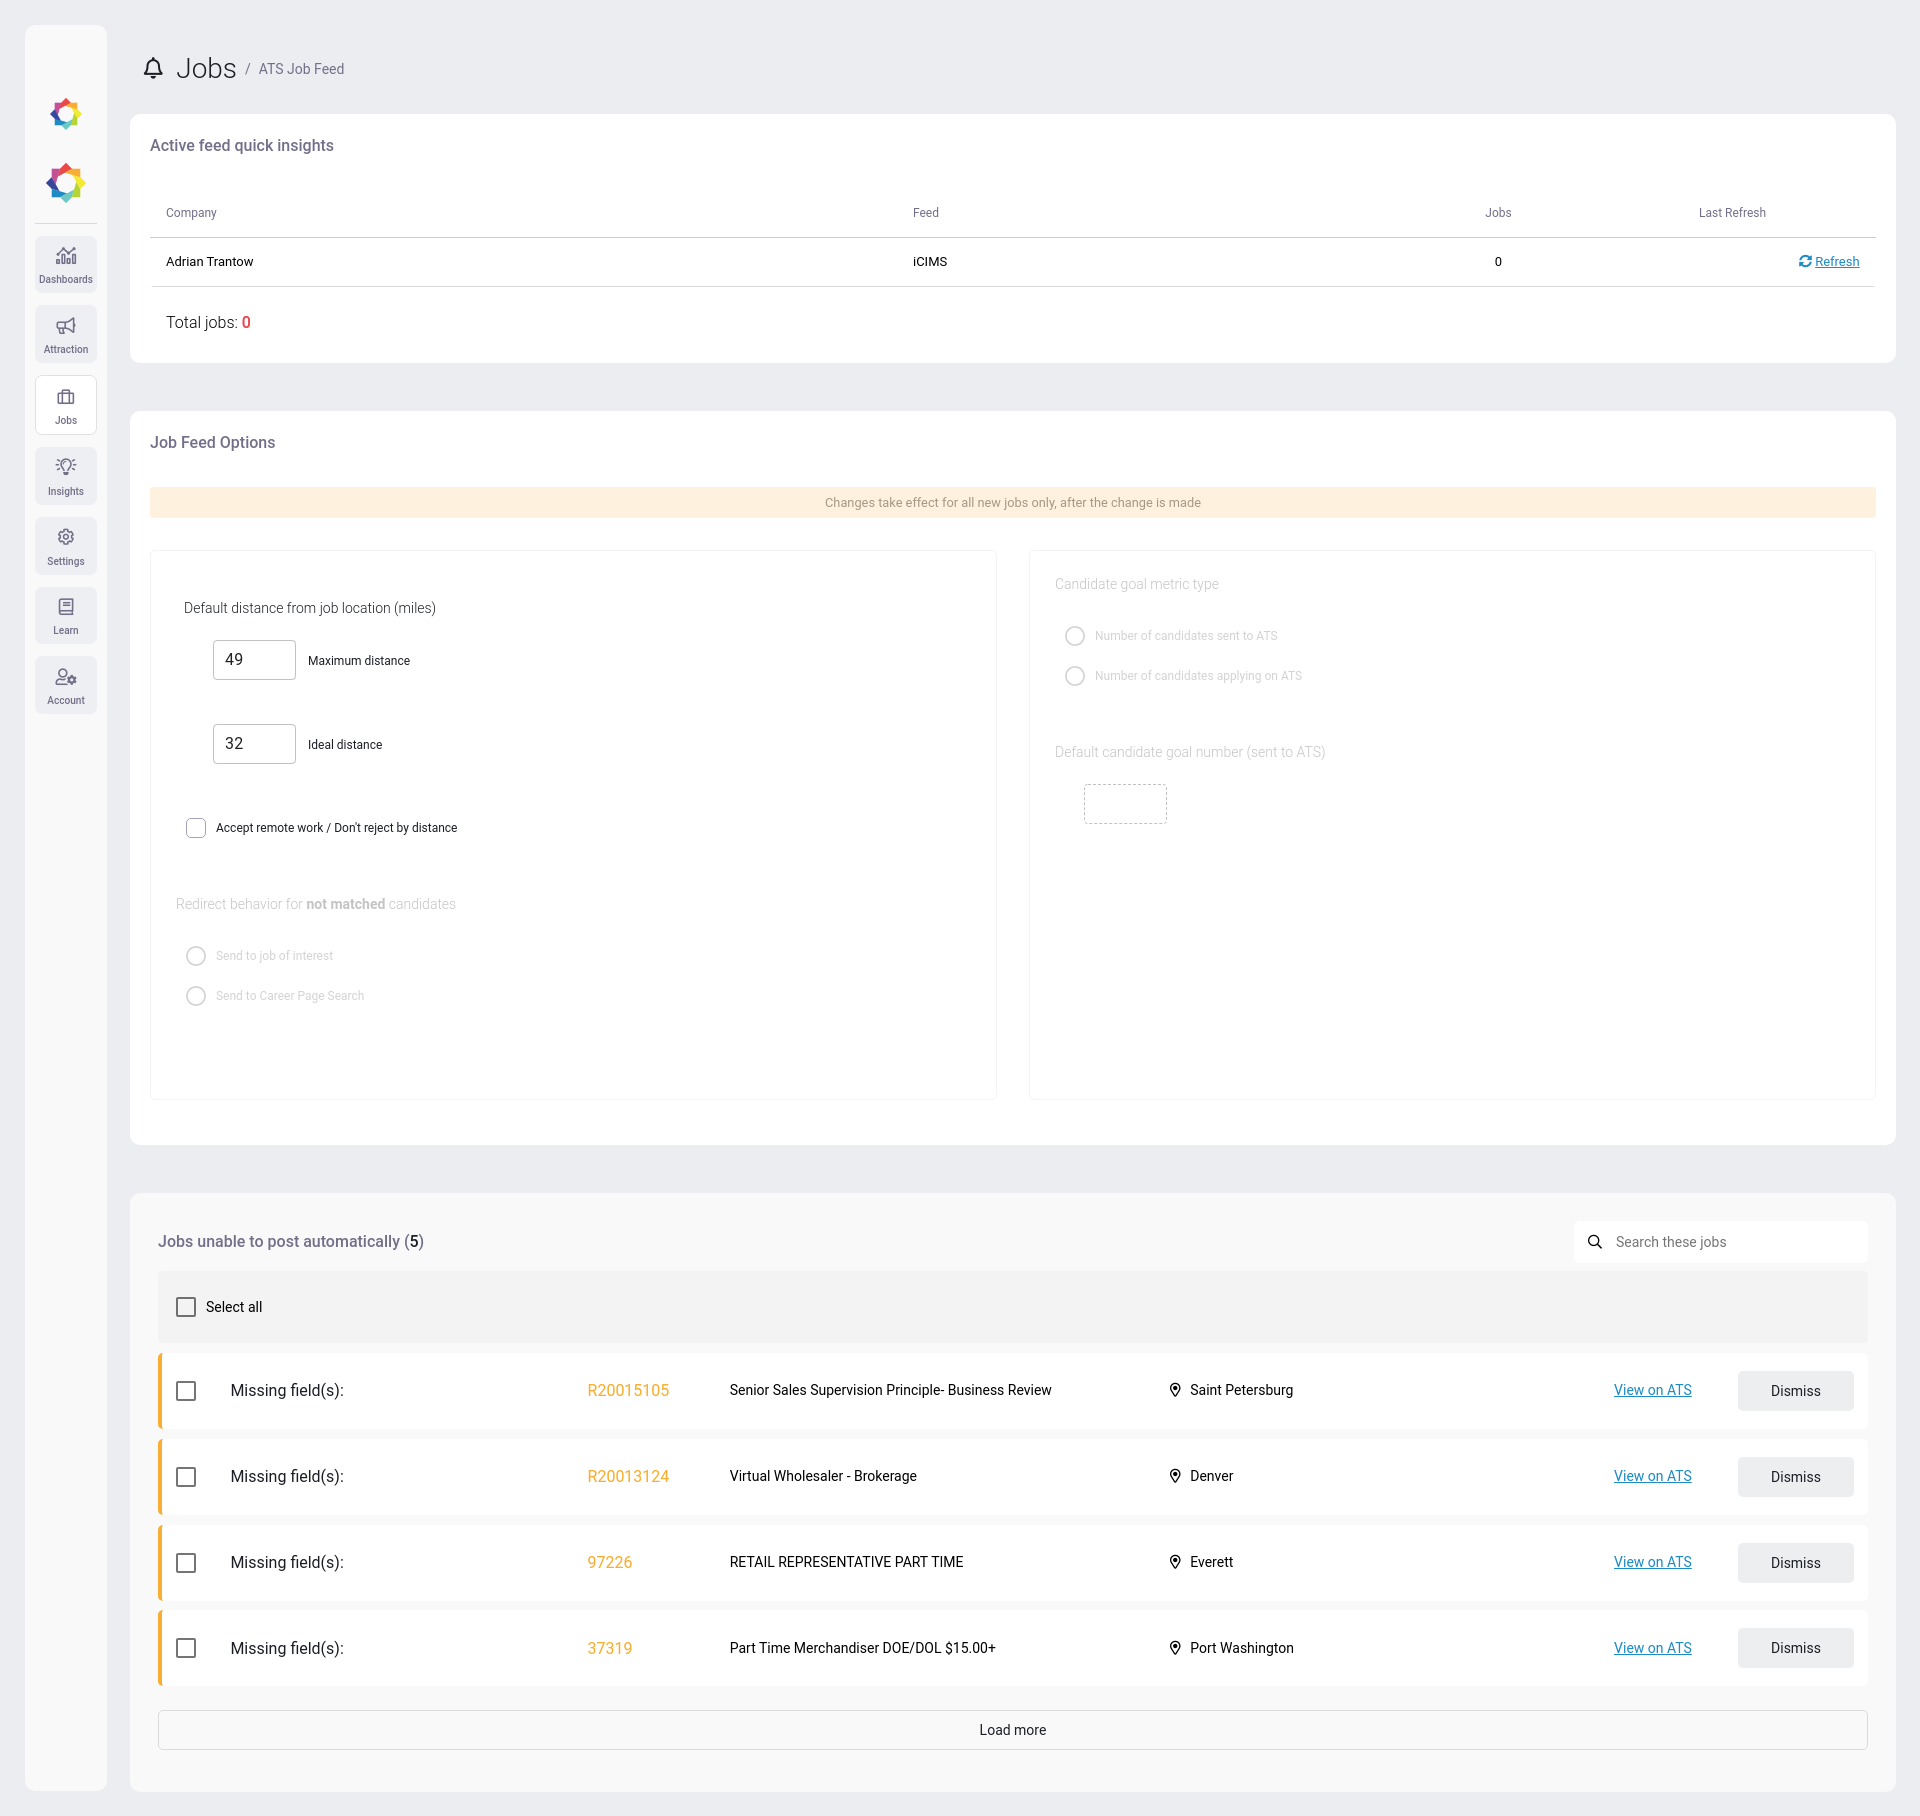 Jobs / ATS Job Feed
Active feed quick insights
Company Feed Jobs Last Refresh
Adrian Trantow iCIMS 0 Refresh
Total jobs: 0
Dashboards
Attraction
Jobs
Insights
Settings
Learn
Account
Job Feed Options
Changes take effect for all new jobs only, after the change is made
Default distance from job location (miles)
49 Maximum distance
32 Ideal distance
Accept remote work / Don't reject by distance
Redirect behavior for not matched candidates
Send to job of interest
Send to Career Page Search
Candidate goal metric type
Number of candidates sent to ATS
Number of candidates applying on ATS
Default candidate goal number (sent to ATS)
Jobs unable to post automatically (5) Search these jobs
Select all
Missing field(s): R20015105 Senior Sales Supervision Principle- Business Review Saint Petersburg View on ATS Dismiss
Missing field(s): R20013124 Virtual Wholesaler - Brokerage Denver View on ATS Dismiss
Missing field(s): 97226 RETAIL REPRESENTATIVE PART TIME Everett View on ATS Dismiss
Missing field(s): 37319 Part Time Merchandiser DOE/DOL $15.00+ Port Washington View on ATS Dismiss
Load more